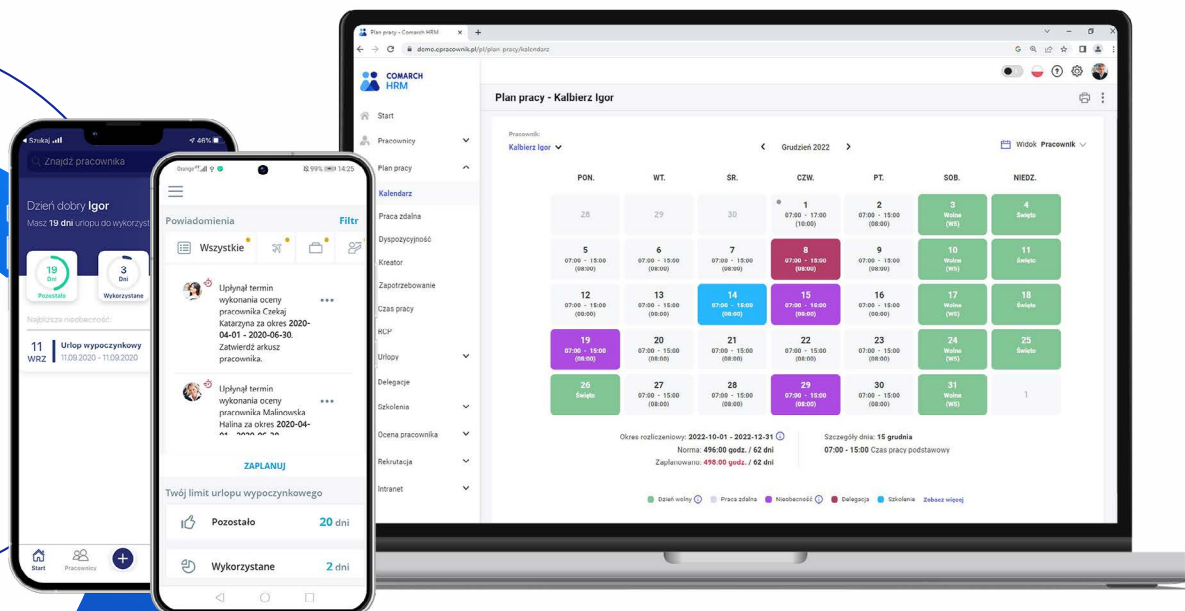 Szukaj
46%
Znajdź pracownika
Dzień dobry Igor
Masz 19 dni urlopu do wykorzyst
19
Dni
Pozostało
3
Dni
Wykorzystane
Najbliższa nieobecność:
11
WRZ
Urlop wypoczynkowy
11.09.2020 - 11.09.2020
Start
Pracownicy
Orange
99%
14:25
Powiadomienia
Filtr
Wszystkie
Upłynął termin
wykonania oceny
pracownika Czekaj
Katarzyna za okres 2020-
04-01 - 2020-06-30.
Zatwierdź arkusz
pracownika.
Upłynął termin
wykonania oceny
pracownika Malinowska
Halina za okres 2020-04-
01 - 2020-06-30
ZAPLANUJ
Twój limit urlopu wypoczynkowego
Pozostało 20 dni
Wykorzystane 2 dni
Plan pracy - Comarch HRM
demo.epracownik.pl/pl/plan-pracy/kalendarz
COMARCH
HRM
Start
Pracownicy
Plan pracy
Kalendarz
Praca zdalna
Dyspozycyjność
Kreator
Zapotrzebowanie
Czas pracy
RCP
Urlopy
Delegacje
Szkolenia
Ocena pracownika
Rekrutacja
Intranet
Plan pracy - Kalbierz Igor
Pracownik:
Kalbierz Igor
Grudzień 2022
Widok Pracownik
PON. WT. ŚR. CZW. PT. SOB. NIEDZ.
28 29 30 1 2 3 4
07:00 - 17:00 07:00 - 15:00 Wolne Święto
(10:00) (08:00) (W5)
5 6 7 8 9 10 11
07:00 - 15:00 07:00 - 15:00 07:00 - 15:00 07:00 - 15:00 07:00 - 15:00 Wolne Święto
(08:00) (08:00) (08:00) (08:00) (08:00) (W5)
12 13 14 15 16 17 18
07:00 - 15:00 07:00 - 15:00 07:00 - 15:00 07:00 - 15:00 07:00 - 15:00 Wolne Święto
(08:00) (08:00) (08:00) (08:00) (08:00) (W5)
19 20 21 22 23 24 25
07:00 - 15:00 07:00 - 15:00 07:00 - 15:00 07:00 - 15:00 07:00 - 15:00 Wolne Święto
(08:00) (08:00) (08:00) (08:00) (08:00) (W5)
26 27 28 29 30 31 1
Święto 07:00 - 15:00 07:00 - 15:00 07:00 - 15:00 07:00 - 15:00 Wolne
(08:00) (08:00) (08:00) (08:00) (W5)
Okres rozliczeniowy: 2022-10-01 - 2022-12-31
Norma: 496:00 godz. / 62 dni
Zaplanowano: 498:00 godz. / 62 dni
Szczegóły dnia: 15 grudnia
07:00 - 15:00 Czas pracy podstawowy
Dzień wolny Praca zdalna Nieobecność Delegacja Szkolenie Zobacz więcej